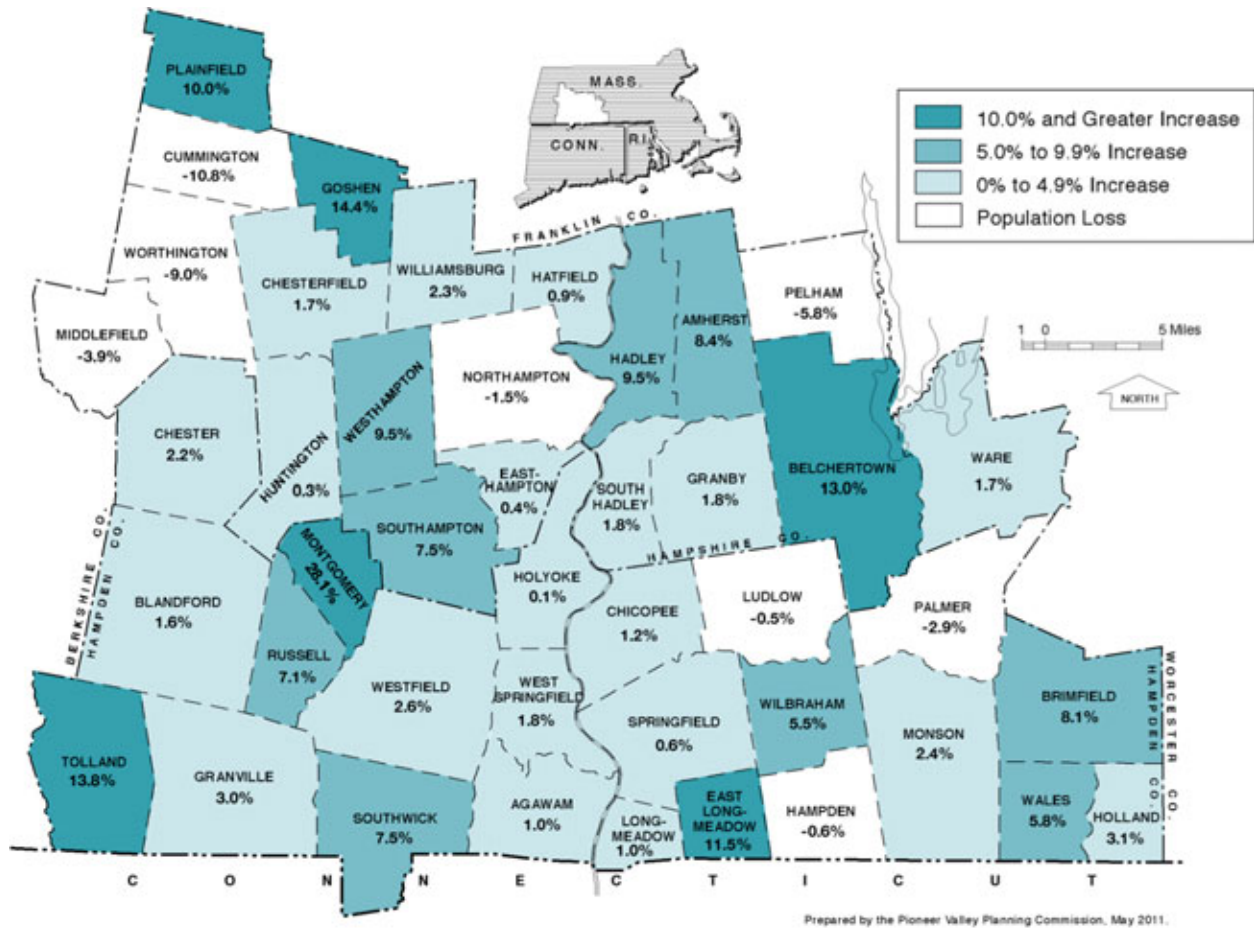 PLAINFIELD
10.0%
CUMMINGTON
-10.8%
GOSHEN
14.4%
WORTHINGTON
-9.0%
MIDDLEFIELD
-3.9%
CHESTERFIELD
1.7%
WILLIAMSBURG
2.3%
HATFIELD
0.9%
FRANKLIN CO.
MASS.
CONN.
R.I.
10.0% and Greater Increase
5.0% to 9.9% Increase
0% to 4.9% Increase
Population Loss
1 0 5 Miles
NORTH
HADLEY
9.5%
AMHERST
8.4%
PELHAM
-5.8%
CHESTER
2.2%
HUNTINGTON
0.3%
WESTHAMPTON
9.5%
NORTHAMPTON
-1.5%
EAST-
HAMPTON
0.4%
SOUTH
HADLEY
1.8%
GRANBY
1.8%
BELCHERTOWN
13.0%
WARE
1.7%
BERKSHIRE CO.
HAMPDEN CO.
BLANDFORD
1.6%
MONTGOMERY
28.1%
SOUTHAMPTON
7.5%
HAMPSHIRE CO.
HOLYOKE
0.1%
CHICOPEE
1.2%
LUDLOW
-0.5%
PALMER
-2.9%
RUSSELL
7.1%
WESTFIELD
2.6%
WEST
SPRINGFIELD
1.8%
SPRINGFIELD
0.6%
WILBRAHAM
5.5%
MONSON
2.4%
BRIMFIELD
8.1%
WORCESTER CO.
HAMPDEN CO.
TOLLAND
13.8%
GRANVILLE
3.0%
SOUTHWICK
7.5%
AGAWAM
1.0%
LONG-
MEADOW
1.0%
EAST
LONG-
MEADOW
11.5%
HAMPDEN
-0.6%
WALES
5.8%
HOLLAND
3.1%
CONNECTICUT
Prepared by the Pioneer Valley Planning Commission, May 2011.